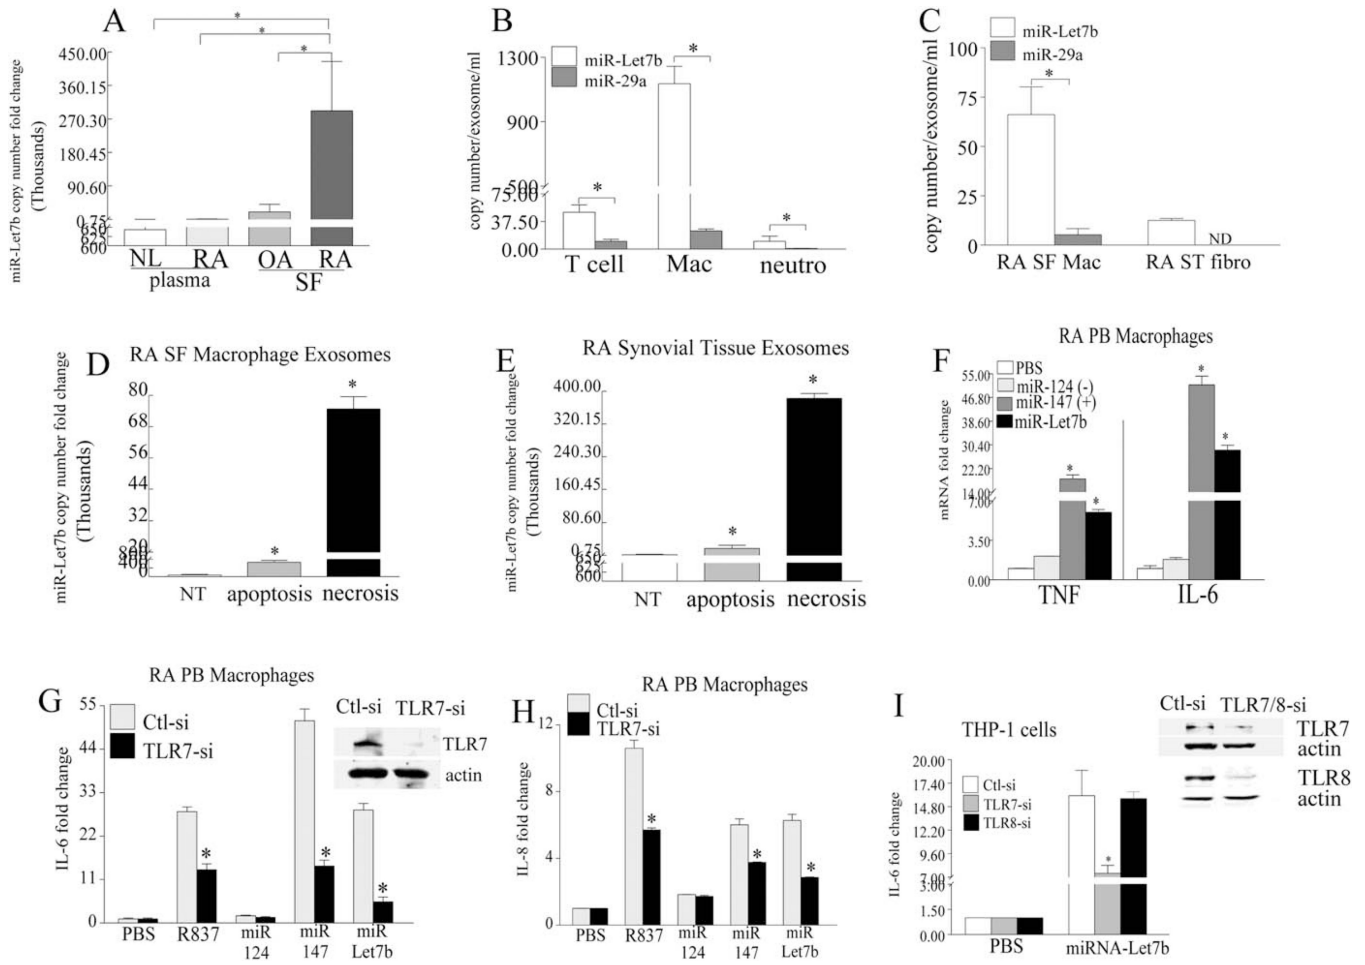 A
miR-Let7b copy number fold change
(Thousands)
450.00
360.15
270.30
180.45
90.60
0.75
650
625
600
* * *
NL RA OA RA
plasma SF
B
miR-Let7b
miR-29a
copy number/exosome/ml
1300
900
500
75.00
37.50
0.00
* * *
T cell Mac neutro
C
miR-Let7b
miR-29a
copy number/exosome/ml
100
75
50
25
0
*
ND
RA SF Mac RA ST fibro
D
RA SF Macrophage Exosomes
miR-Let7b copy number fold change
(Thousands)
80
68
56
44
32
20
800
400
0
* *
NT apoptosis necrosis
E
RA Synovial Tissue Exosomes
miR-Let7b copy number fold change
(Thousands)
400.00
320.15
240.30
160.45
80.60
0.75
650
625
600
* *
NT apoptosis necrosis
F
RA PB Macrophages
PBS
miR-124 (-)
miR-147 (+)
miR-Let7b
mRNA fold change
55.00
46.80
38.60
30.40
22.20
14.00
7.00
3.50
0.00
* * * *
TNF IL-6
G
RA PB Macrophages
Ctl-si
TLR7-si
Ctl-si TLR7-si
TLR7
actin
IL-6 fold change
55
44
33
22
11
0
* * *
PBS R837 miR miR miR
124 147 Let7b
H
RA PB Macrophages
Ctl-si
TLR7-si
IL-8 fold change
12
8
4
0
* * *
PBS R837 miR miR miR
124 147 Let7b
I
THP-1 cells
Ctl-si TLR7/8-si
TLR7
actin
TLR8
actin
Ctl-si
TLR7-si
TLR8-si
IL-6 fold change
20.00
17.40
14.80
12.20
9.60
7.00
3.00
1.50
0.00
*
PBS miRNA-Let7b